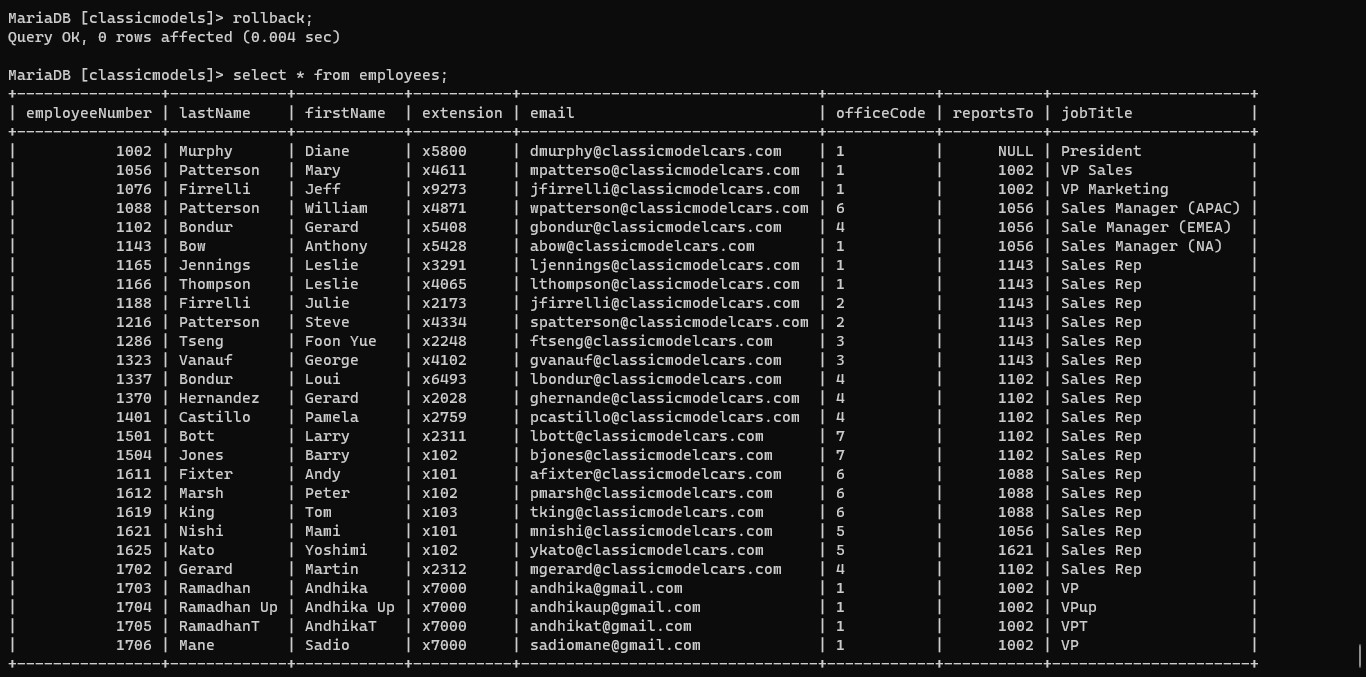 MariaDB [classicmodels]> rollback;
Query OK, 0 rows affected (0.004 sec)
MariaDB [classicmodels]> select * from employees;
+----------------+-------------+------------+-----------+---------------------------------+------------+-----------+----------------------+
| employeeNumber | lastName    | firstName  | extension | email                           | officeCode | reportsTo | jobTitle             |
+----------------+-------------+------------+-----------+---------------------------------+------------+-----------+----------------------+
|           1002 | Murphy      | Diane      | x5800     | dmurphy@classicmodelcars.com    | 1          |      NULL | President            |
|           1056 | Patterson   | Mary       | x4611     | mpatterso@classicmodelcars.com  | 1          |      1002 | VP Sales             |
|           1076 | Firrelli    | Jeff       | x9273     | jfirrelli@classicmodelcars.com  | 1          |      1002 | VP Marketing         |
|           1088 | Patterson   | William    | x4871     | wpatterson@classicmodelcars.com | 6          |      1056 | Sales Manager (APAC) |
|           1102 | Bondur      | Gerard     | x5408     | gbondur@classicmodelcars.com    | 4          |      1056 | Sale Manager (EMEA)  |
|           1143 | Bow         | Anthony    | x5428     | abow@classicmodelcars.com       | 1          |      1056 | Sales Manager (NA)   |
|           1165 | Jennings    | Leslie     | x3291     | ljennings@classicmodelcars.com  | 1          |      1143 | Sales Rep            |
|           1166 | Thompson    | Leslie     | x4065     | lthompson@classicmodelcars.com  | 1          |      1143 | Sales Rep            |
|           1188 | Firrelli    | Julie      | x2173     | jfirrelli@classicmodelcars.com  | 2          |      1143 | Sales Rep            |
|           1216 | Patterson   | Steve      | x4334     | spatterson@classicmodelcars.com | 2          |      1143 | Sales Rep            |
|           1286 | Tseng       | Foon Yue   | x2248     | ftseng@classicmodelcars.com     | 3          |      1143 | Sales Rep            |
|           1323 | Vanauf      | George     | x4102     | gvanauf@classicmodelcars.com    | 3          |      1143 | Sales Rep            |
|           1337 | Bondur      | Loui       | x6493     | lbondur@classicmodelcars.com    | 4          |      1102 | Sales Rep            |
|           1370 | Hernandez   | Gerard     | x2028     | ghernande@classicmodelcars.com  | 4          |      1102 | Sales Rep            |
|           1401 | Castillo    | Pamela     | x2759     | pcastillo@classicmodelcars.com  | 4          |      1102 | Sales Rep            |
|           1501 | Bott        | Larry      | x2311     | lbott@classicmodelcars.com      | 7          |      1102 | Sales Rep            |
|           1504 | Jones       | Barry      | x102      | bjones@classicmodelcars.com     | 7          |      1102 | Sales Rep            |
|           1611 | Fixter      | Andy       | x101      | afixter@classicmodelcars.com    | 6          |      1088 | Sales Rep            |
|           1612 | Marsh       | Peter      | x102      | pmarsh@classicmodelcars.com     | 6          |      1088 | Sales Rep            |
|           1619 | King        | Tom        | x103      | tking@classicmodelcars.com      | 6          |      1088 | Sales Rep            |
|           1621 | Nishi       | Mami       | x101      | mnishi@classicmodelcars.com     | 5          |      1056 | Sales Rep            |
|           1625 | Kato        | Yoshimi    | x102      | ykato@classicmodelcars.com      | 5          |      1621 | Sales Rep            |
|           1702 | Gerard      | Martin     | x2312     | mgerard@classicmodelcars.com    | 4          |      1102 | Sales Rep            |
|           1703 | Ramadhan    | Andhika    | x7000     | andhika@gmail.com               | 1          |      1002 | VP                   |
|           1704 | Ramadhan Up | Andhika Up | x7000     | andhikaup@gmail.com             | 1          |      1002 | VPup                 |
|           1705 | RamadhanT   | AndhikaT   | x7000     | andhikat@gmail.com              | 1          |      1002 | VPT                  |
|           1706 | Mane        | Sadio      | x7000     | sadiomane@gmail.com             | 1          |      1002 | VP                   |
+----------------+-------------+------------+-----------+---------------------------------+------------+-----------+----------------------+